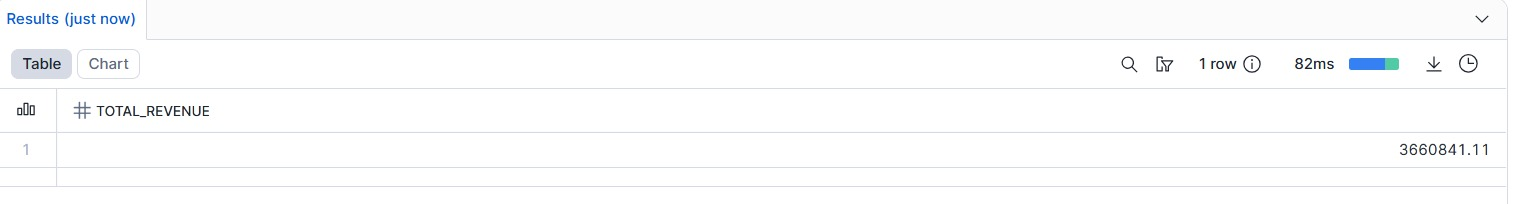 Results (just now)
Table Chart 1 row 82ms
TOTAL_REVENUE
1 3660841.11